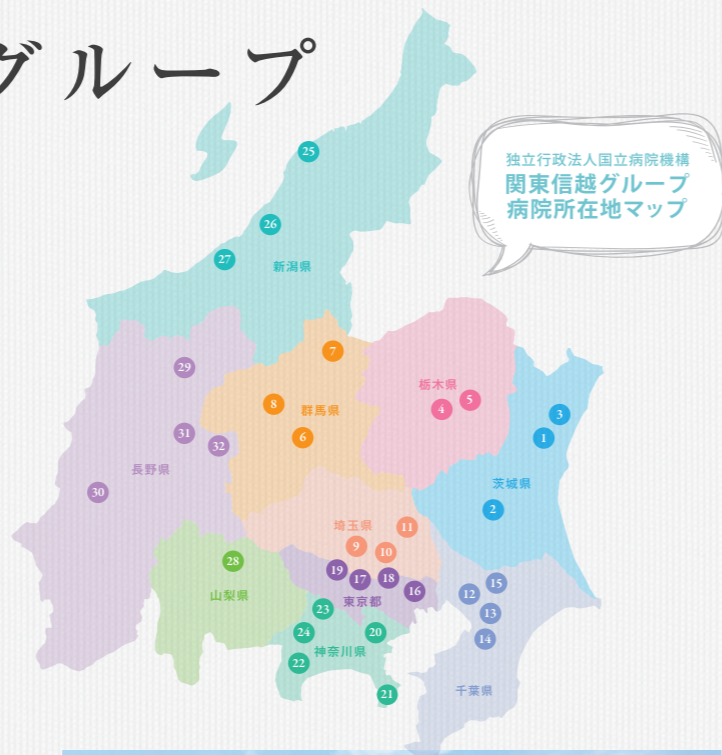 グループ
独立行政法人国立病院機構
関東信越グループ
病院所在地マップ
25
26
27
新潟県
29
31
32
30
長野県
7
8
群馬県
6
栃木県
4
5
3
1
茨城県
2
埼玉県
11
9
10
28
山梨県
19
17
18
16
東京都
23
24
20
神奈川県
22
21
15
12
13
14
千葉県